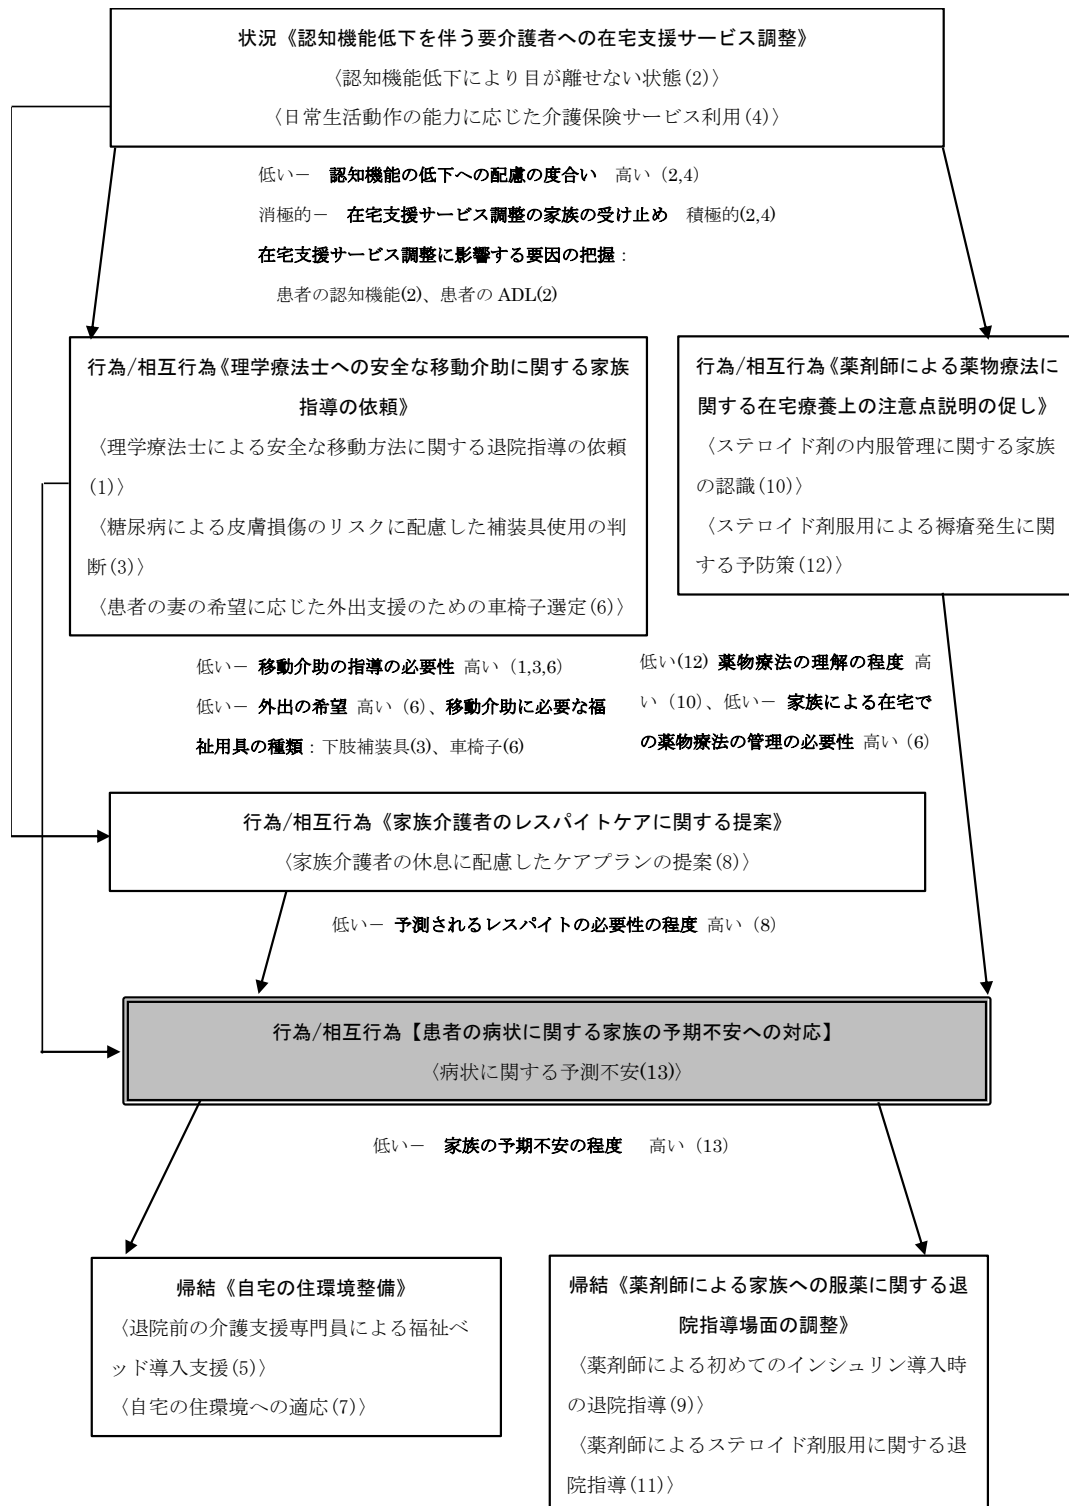 状況《認知機能低下を伴う要介護者への在宅支援サービス調整》
〈認知機能低下により目が離せない状態(2)〉
〈日常生活動作の能力に応じた介護保険サービス利用(4)〉
低い－ 認知機能の低下への配慮の度合い 高い (2,4)
消極的－ 在宅支援サービス調整の家族の受け止め 積極的(2,4)
在宅支援サービス調整に影響する要因の把握：
患者の認知機能(2)、患者の ADL(2)
行為/相互行為《理学療法士への安全な移動介助に関する家族
指導の依頼》
〈理学療法士による安全な移動方法に関する退院指導の依頼
(1)〉
〈糖尿病による皮膚損傷のリスクに配慮した補装具使用の判
断(3)〉
〈患者の妻の希望に応じた外出支援のための車椅子選定(6)〉
行為/相互行為《薬剤師による薬物療法に
関する在宅療養上の注意点説明の促し》
〈ステロイド剤の内服管理に関する家族
の認識(10)〉
〈ステロイド剤服用による褥瘡発生に関
する予防策(12)〉
低い－ 移動介助の指導の必要性 高い (1,3,6)
低い－ 外出の希望 高い (6)、移動介助に必要な福
祉用具の種類：下肢補装具(3)、車椅子(6)
低い(12) 薬物療法の理解の程度 高
い (10)、低い－ 家族による在宅で
の薬物療法の管理の必要性 高い (6)
行為/相互行為《家族介護者のレスパイトケアに関する提案》
〈家族介護者の休息に配慮したケアプランの提案(8)〉
低い－ 予測されるレスパイトの必要性の程度 高い (8)
行為/相互行為【患者の病状に関する家族の予期不安への対応】
〈病状に関する予測不安(13)〉
低い－ 家族の予期不安の程度 高い (13)
帰結《自宅の住環境整備》
〈退院前の介護支援専門員による福祉ベ
ッド導入支援(5)〉
〈自宅の住環境への適応(7)〉
帰結《薬剤師による家族への服薬に関する退
院指導場面の調整》
〈薬剤師による初めてのインシュリン導入時
の退院指導(9)〉
〈薬剤師によるステロイド剤服用に関する退
院指導(11)〉